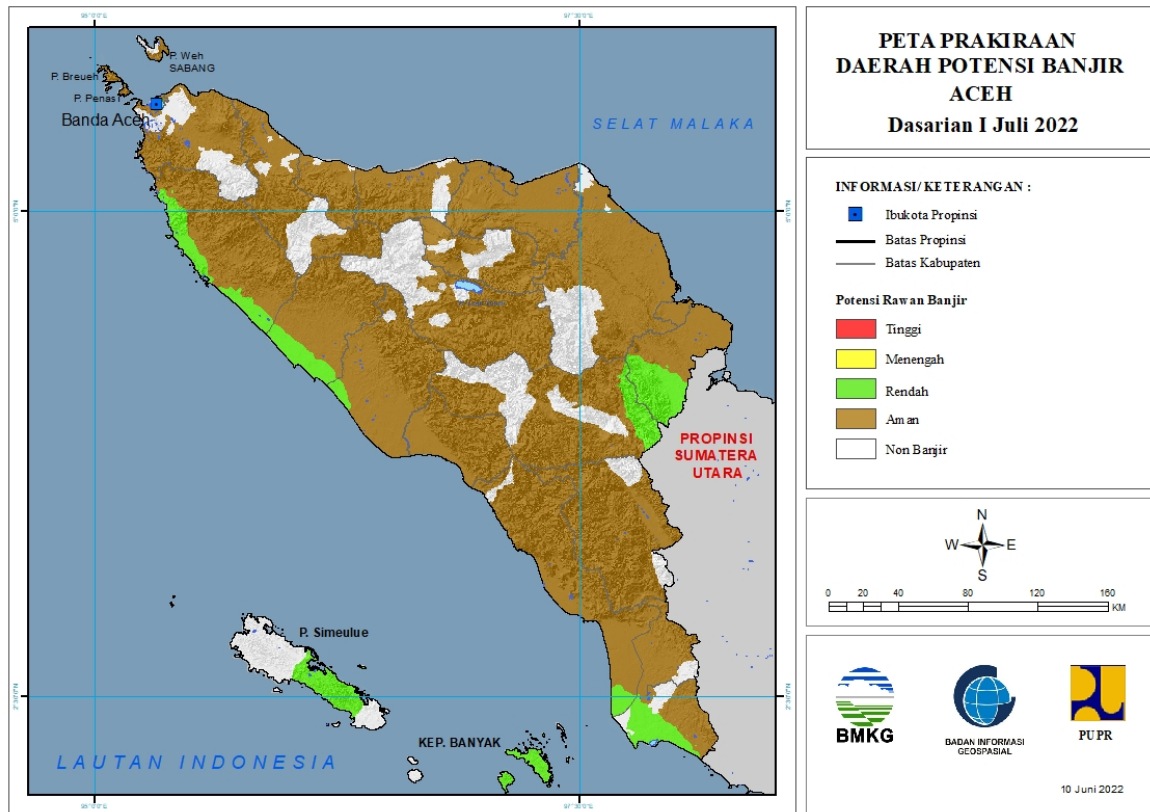 PETA PRAKIRAAN
DAERAH POTENSI BANJIR
ACEH
Dasarian I Juli 2022
INFORMASI/ KETERANGAN :
Ibukota Propinsi
Batas Propinsi
Batas Kabupaten
Potensi Rawan Banjir
Tinggi
Menengah
Rendah
Aman
Non Banjir
N
W E
S
0 20 40 80 120 160
KM
BMKG
BADAN INFORMASI
GEOSPASIAL
PUPR
10 Juni 2022
P. Weh
SABANG
P. Breueh
P. Penasi
Banda Aceh
SELAT MALAKA
PROPINSI
SUMATERA
UTARA
P. Simeulue
KEP. BANYAK
LAUTAN INDONESIA